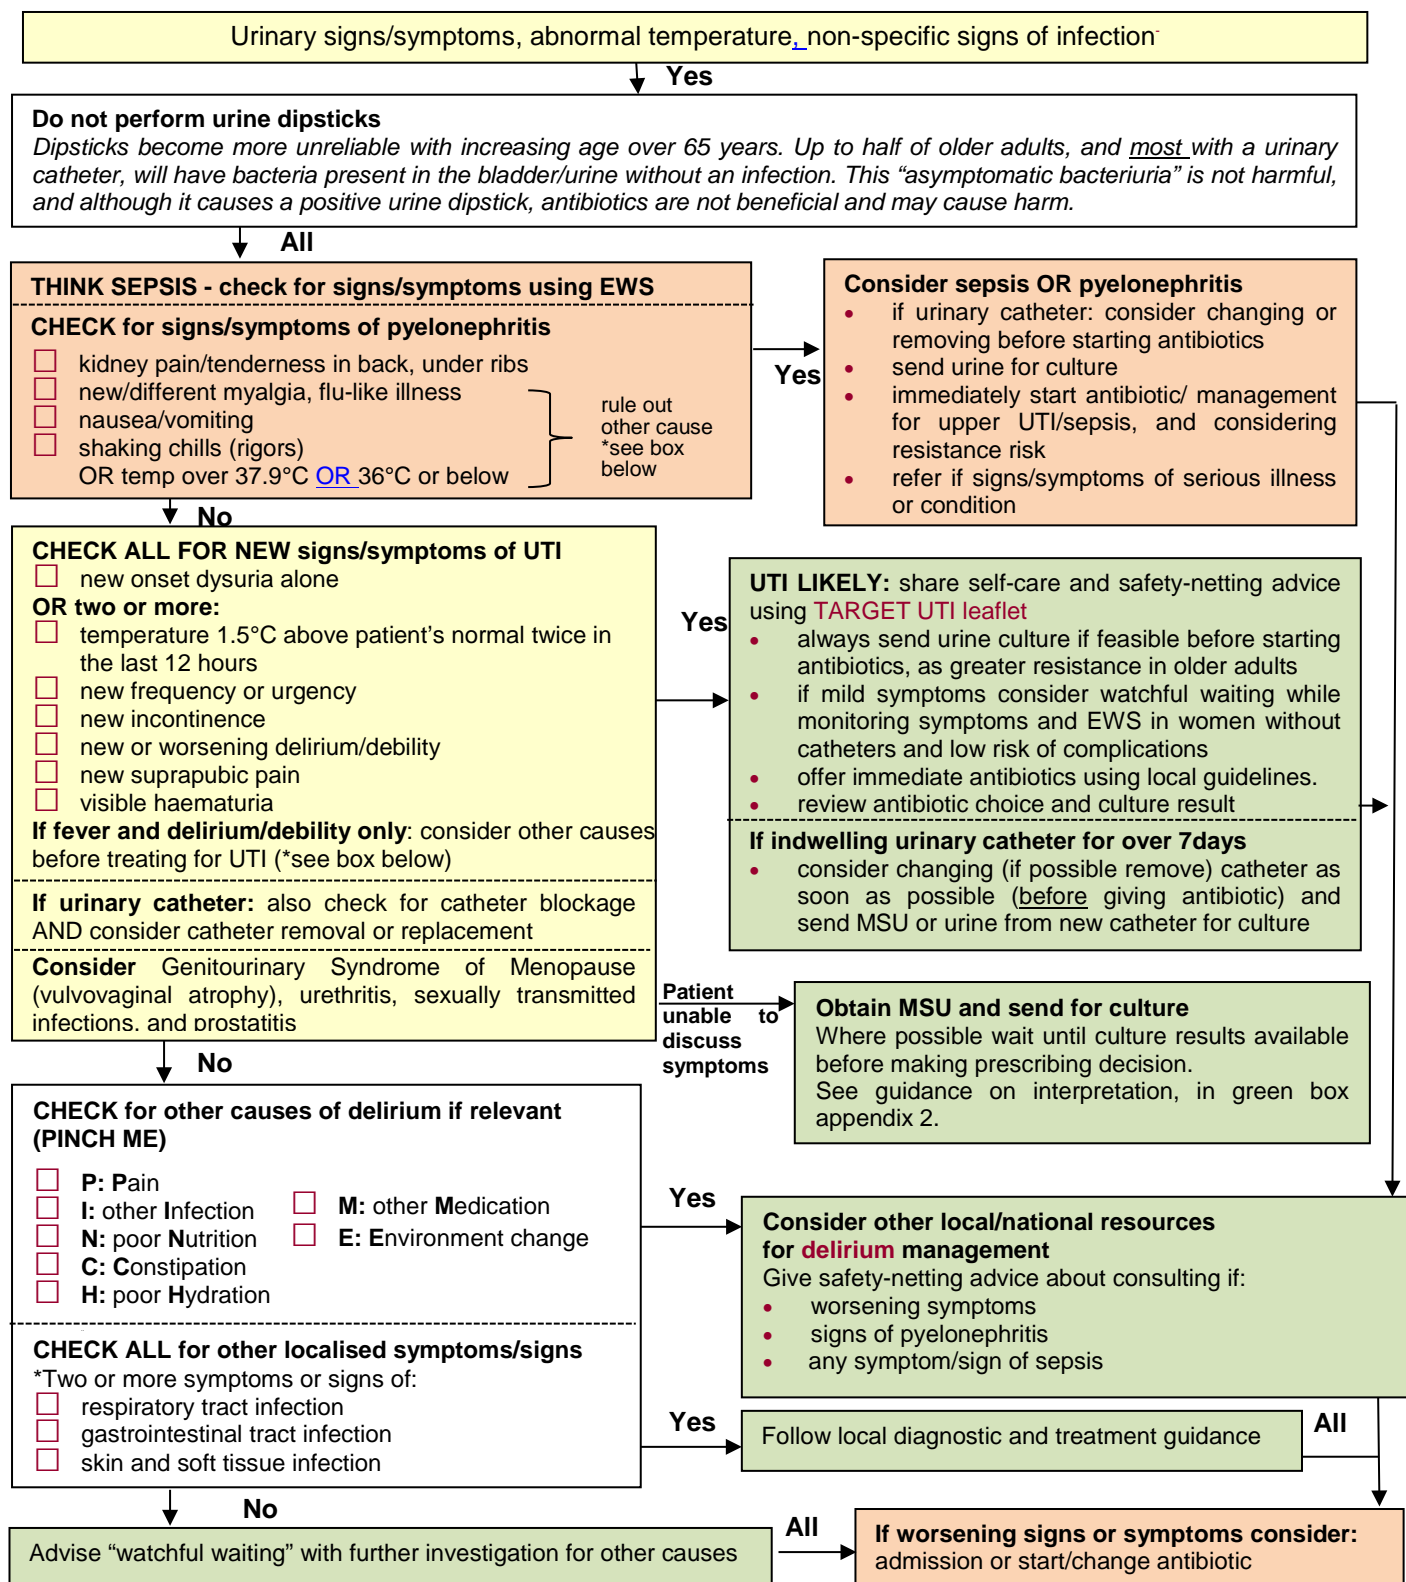 Urinary signs/symptoms, abnormal temperature, non-specific signs of infection
Yes
Do not perform urine dipsticks
Dipsticks become more unreliable with increasing age over 65 years. Up to half of older adults, and most with a urinary
catheter, will have bacteria present in the bladder/urine without an infection. This “asymptomatic bacteriuria” is not harmful,
and although it causes a positive urine dipstick, antibiotics are not beneficial and may cause harm.
All
THINK SEPSIS - check for signs/symptoms using EWS
CHECK for signs/symptoms of pyelonephritis
kidney pain/tenderness in back, under ribs
new/different myalgia, flu-like illness
nausea/vomiting
shaking chills (rigors)
OR temp over 37.9°C OR 36°C or below
rule out
other cause
*see box
below
Yes
Consider sepsis OR pyelonephritis
• if urinary catheter: consider changing or
removing before starting antibiotics
• send urine for culture
• immediately start antibiotic/ management
for upper UTI/sepsis, and considering
resistance risk
• refer if signs/symptoms of serious illness
or condition
No
CHECK ALL FOR NEW signs/symptoms of UTI
new onset dysuria alone
OR two or more:
temperature 1.5°C above patient’s normal twice in
the last 12 hours
new frequency or urgency
new incontinence
new or worsening delirium/debility
new suprapubic pain
visible haematuria
If fever and delirium/debility only: consider other causes
before treating for UTI (*see box below)
If urinary catheter: also check for catheter blockage
AND consider catheter removal or replacement
Consider Genitourinary Syndrome of Menopause
(vulvovaginal atrophy), urethritis, sexually transmitted
infections, and prostatitis
Yes
UTI LIKELY: share self-care and safety-netting advice
using TARGET UTI leaflet
• always send urine culture if feasible before starting
antibiotics, as greater resistance in older adults
• if mild symptoms consider watchful waiting while
monitoring symptoms and EWS in women without
catheters and low risk of complications
• offer immediate antibiotics using local guidelines.
• review antibiotic choice and culture result
If indwelling urinary catheter for over 7days
• consider changing (if possible remove) catheter as
soon as possible (before giving antibiotic) and
send MSU or urine from new catheter for culture
Patient
unable to
discuss
symptoms
Obtain MSU and send for culture
Where possible wait until culture results available
before making prescribing decision.
See guidance on interpretation, in green box
appendix 2.
No
CHECK for other causes of delirium if relevant
(PINCH ME)
P: Pain
I: other Infection
N: poor Nutrition
C: Constipation
H: poor Hydration
M: other Medication
E: Environment change
Yes
Consider other local/national resources
for delirium management
Give safety-netting advice about consulting if:
• worsening symptoms
• signs of pyelonephritis
• any symptom/sign of sepsis
CHECK ALL for other localised symptoms/signs
*Two or more symptoms or signs of:
respiratory tract infection
gastrointestinal tract infection
skin and soft tissue infection
Yes
Follow local diagnostic and treatment guidance
All
No
Advise “watchful waiting” with further investigation for other causes
All
If worsening signs or symptoms consider:
admission or start/change antibiotic